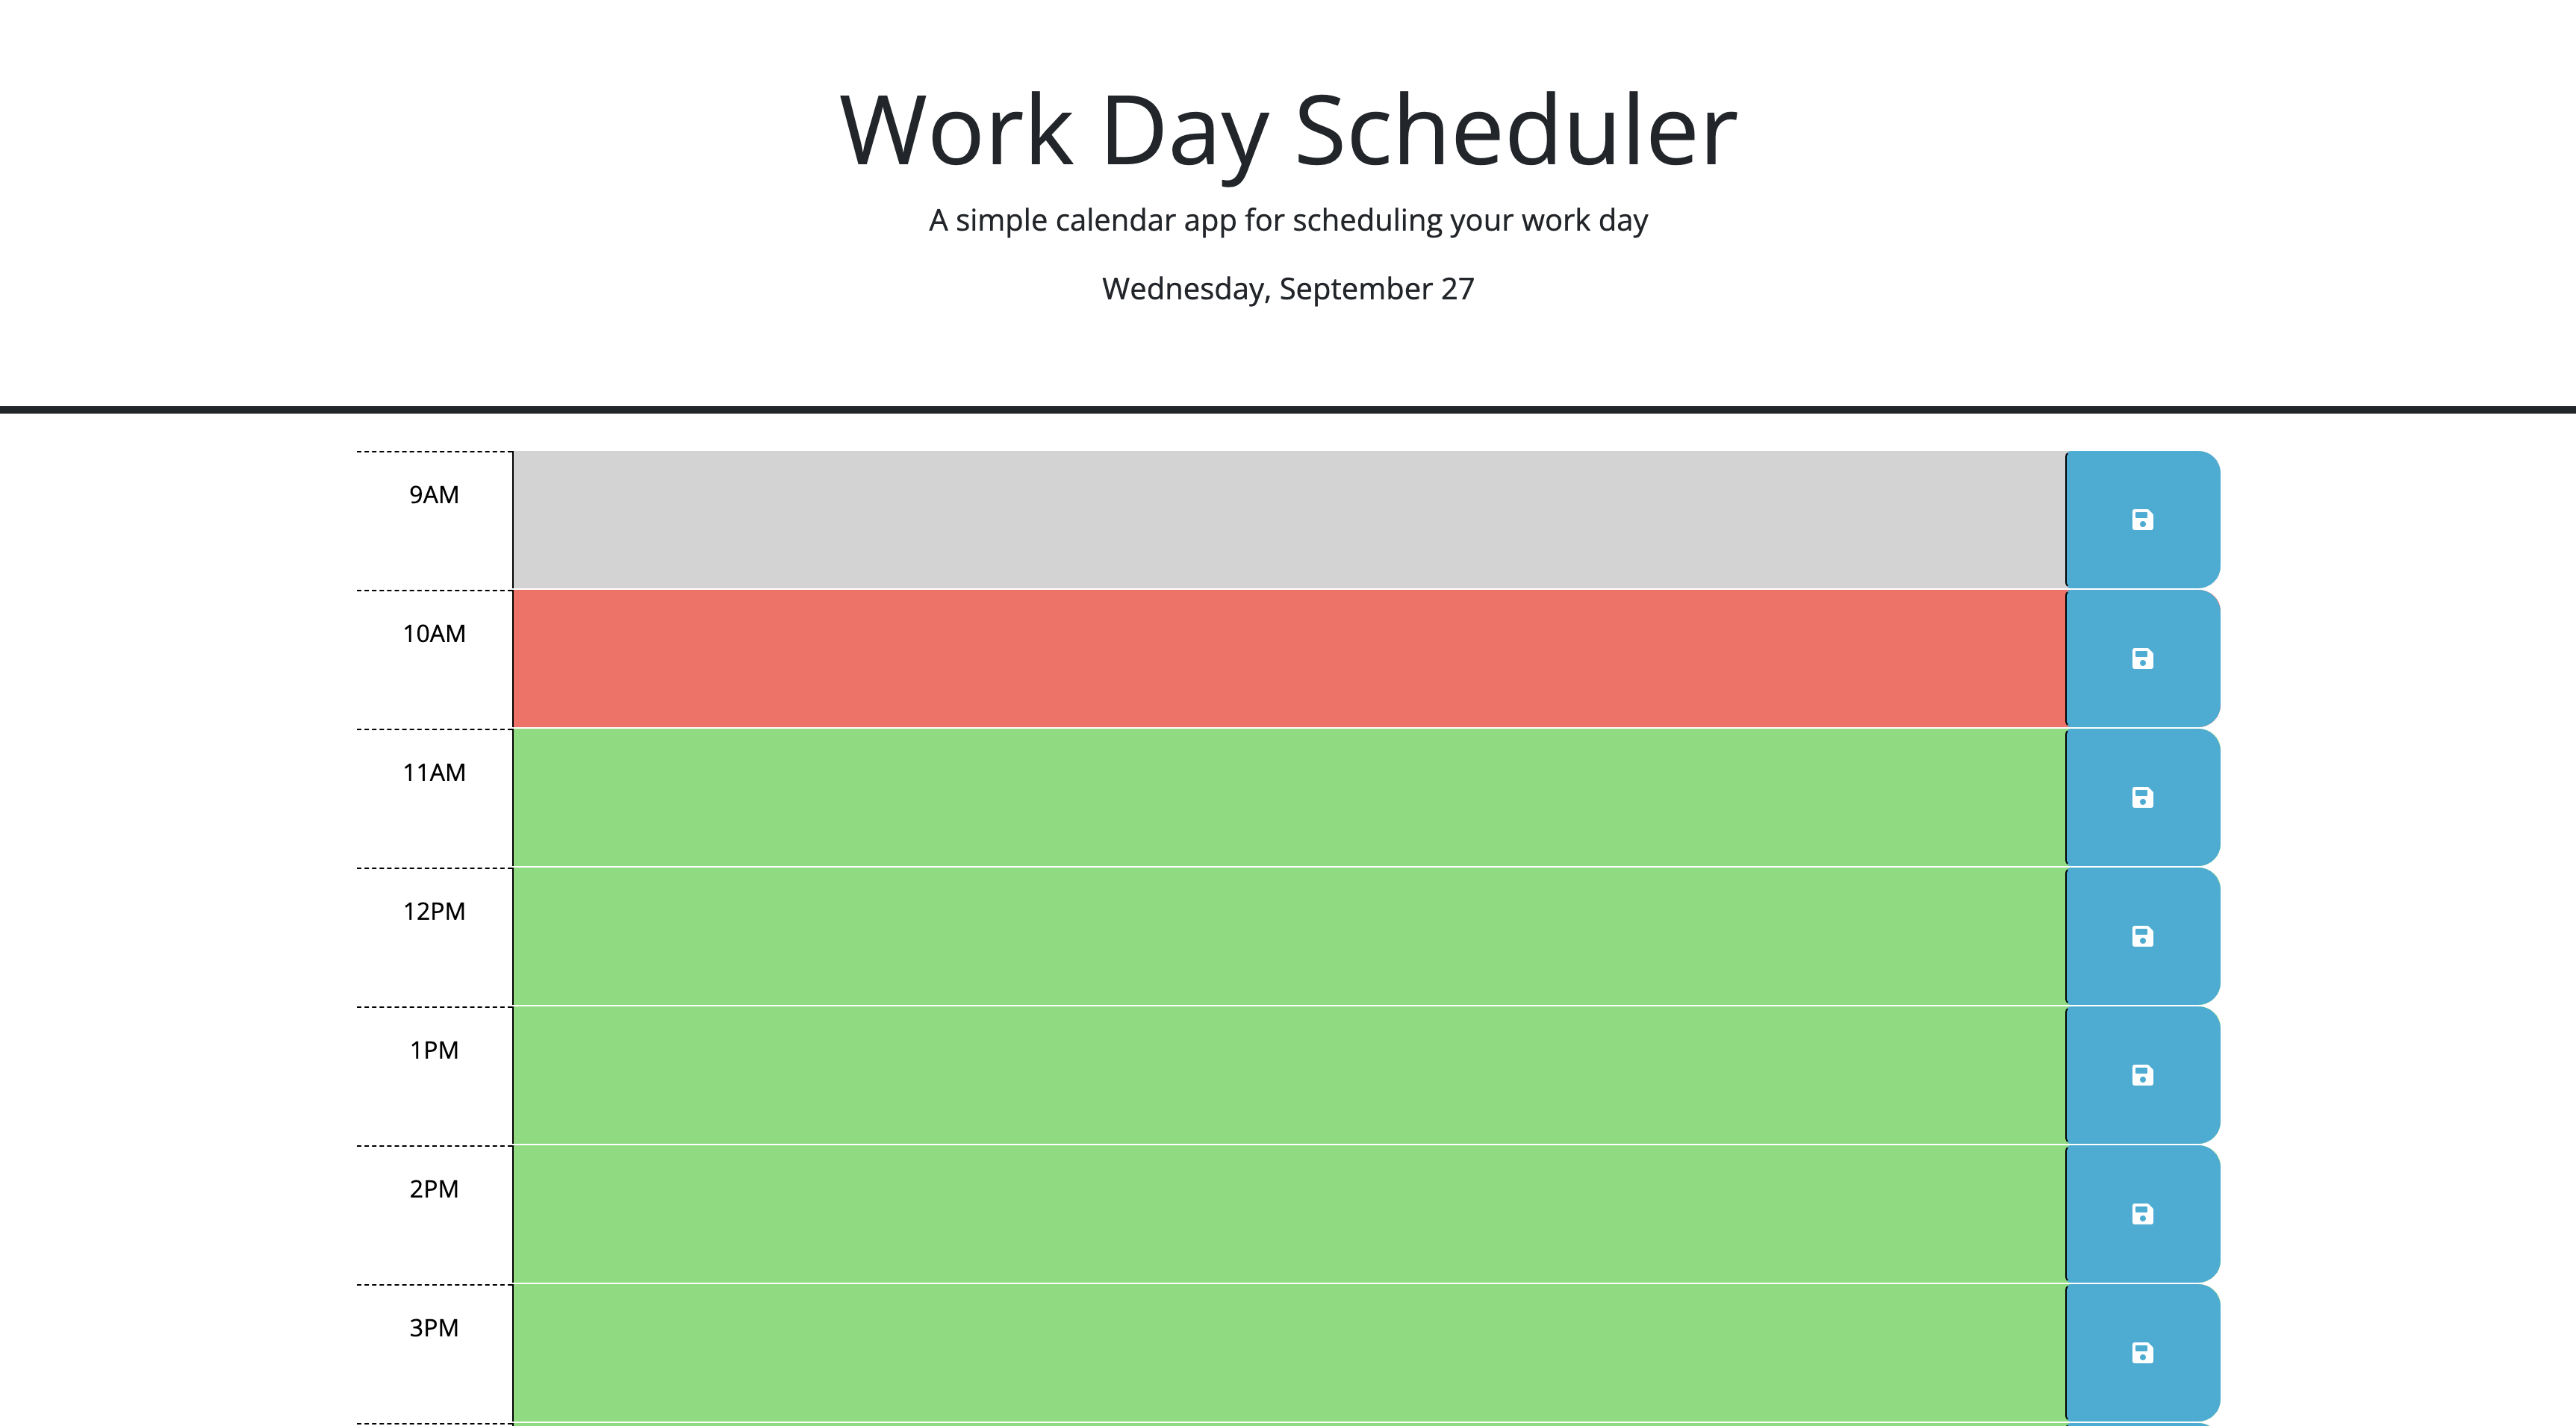 Work Day Scheduler
A simple calendar app for scheduling your work day
Wednesday, September 27
9AM
10AM
11AM
12PM
1PM
2PM
3PM